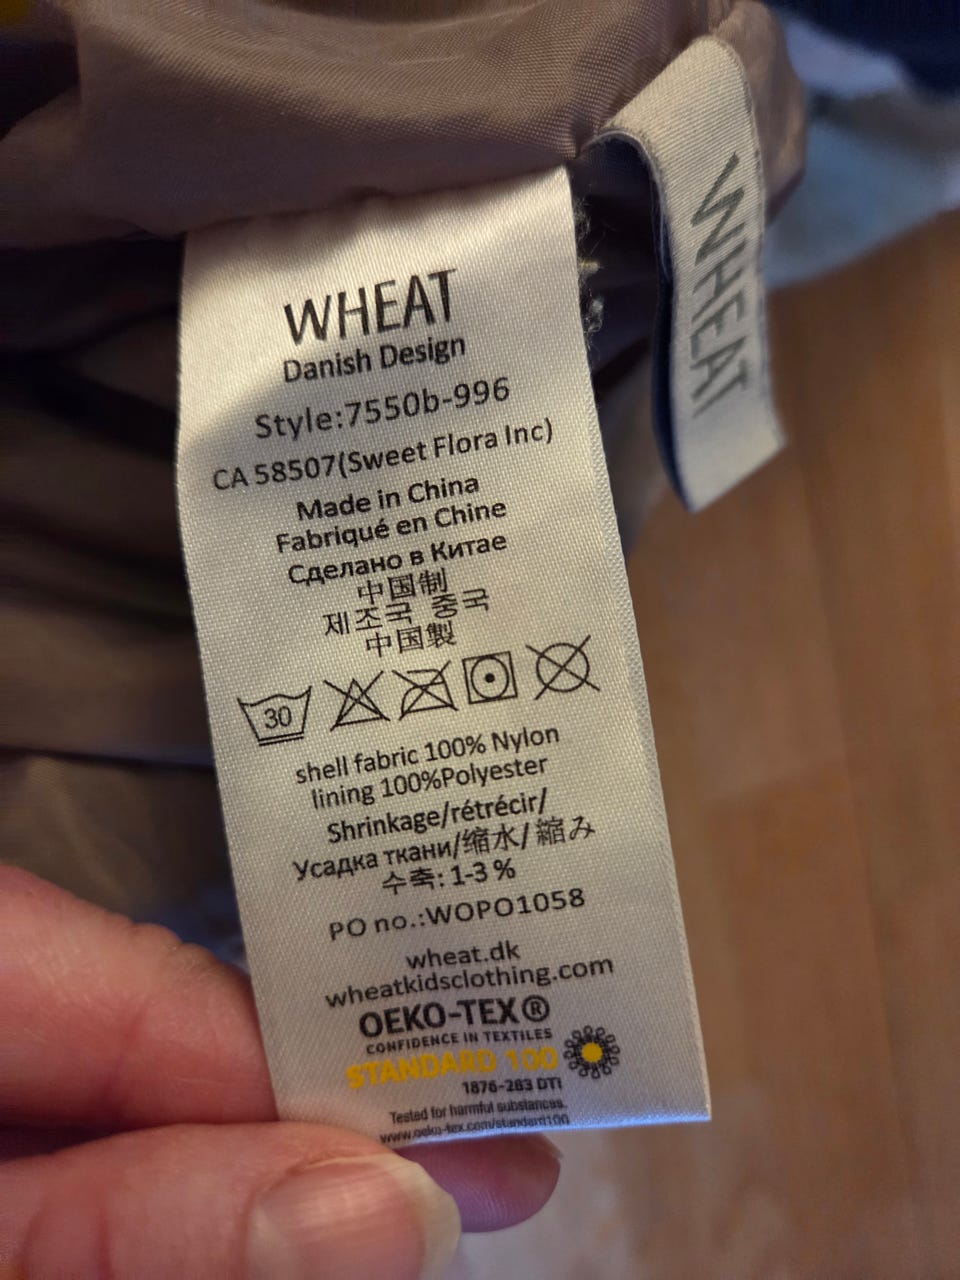 WHEAT
WHEAT
Danish Design
Style:7550b-996
CA 58507(Sweet Flora Inc)
Made in China
Fabriqué en Chine
Сделано в Китае
中国制
제조국 중국
中国製
30
shell fabric 100% Nylon
lining 100%Polyester
Shrinkage/rétrécir/
Усадка ткани/缩水/縮み
수축: 1-3 %
PO no.:WOPO1058
wheat.dk
wheatkidsclothing.com
OEKO-TEX®
CONFIDENCE IN TEXTILES
STANDARD 100
1876-283 DTI
Tested for harmful substances.
www.oeko-tex.com/standard100